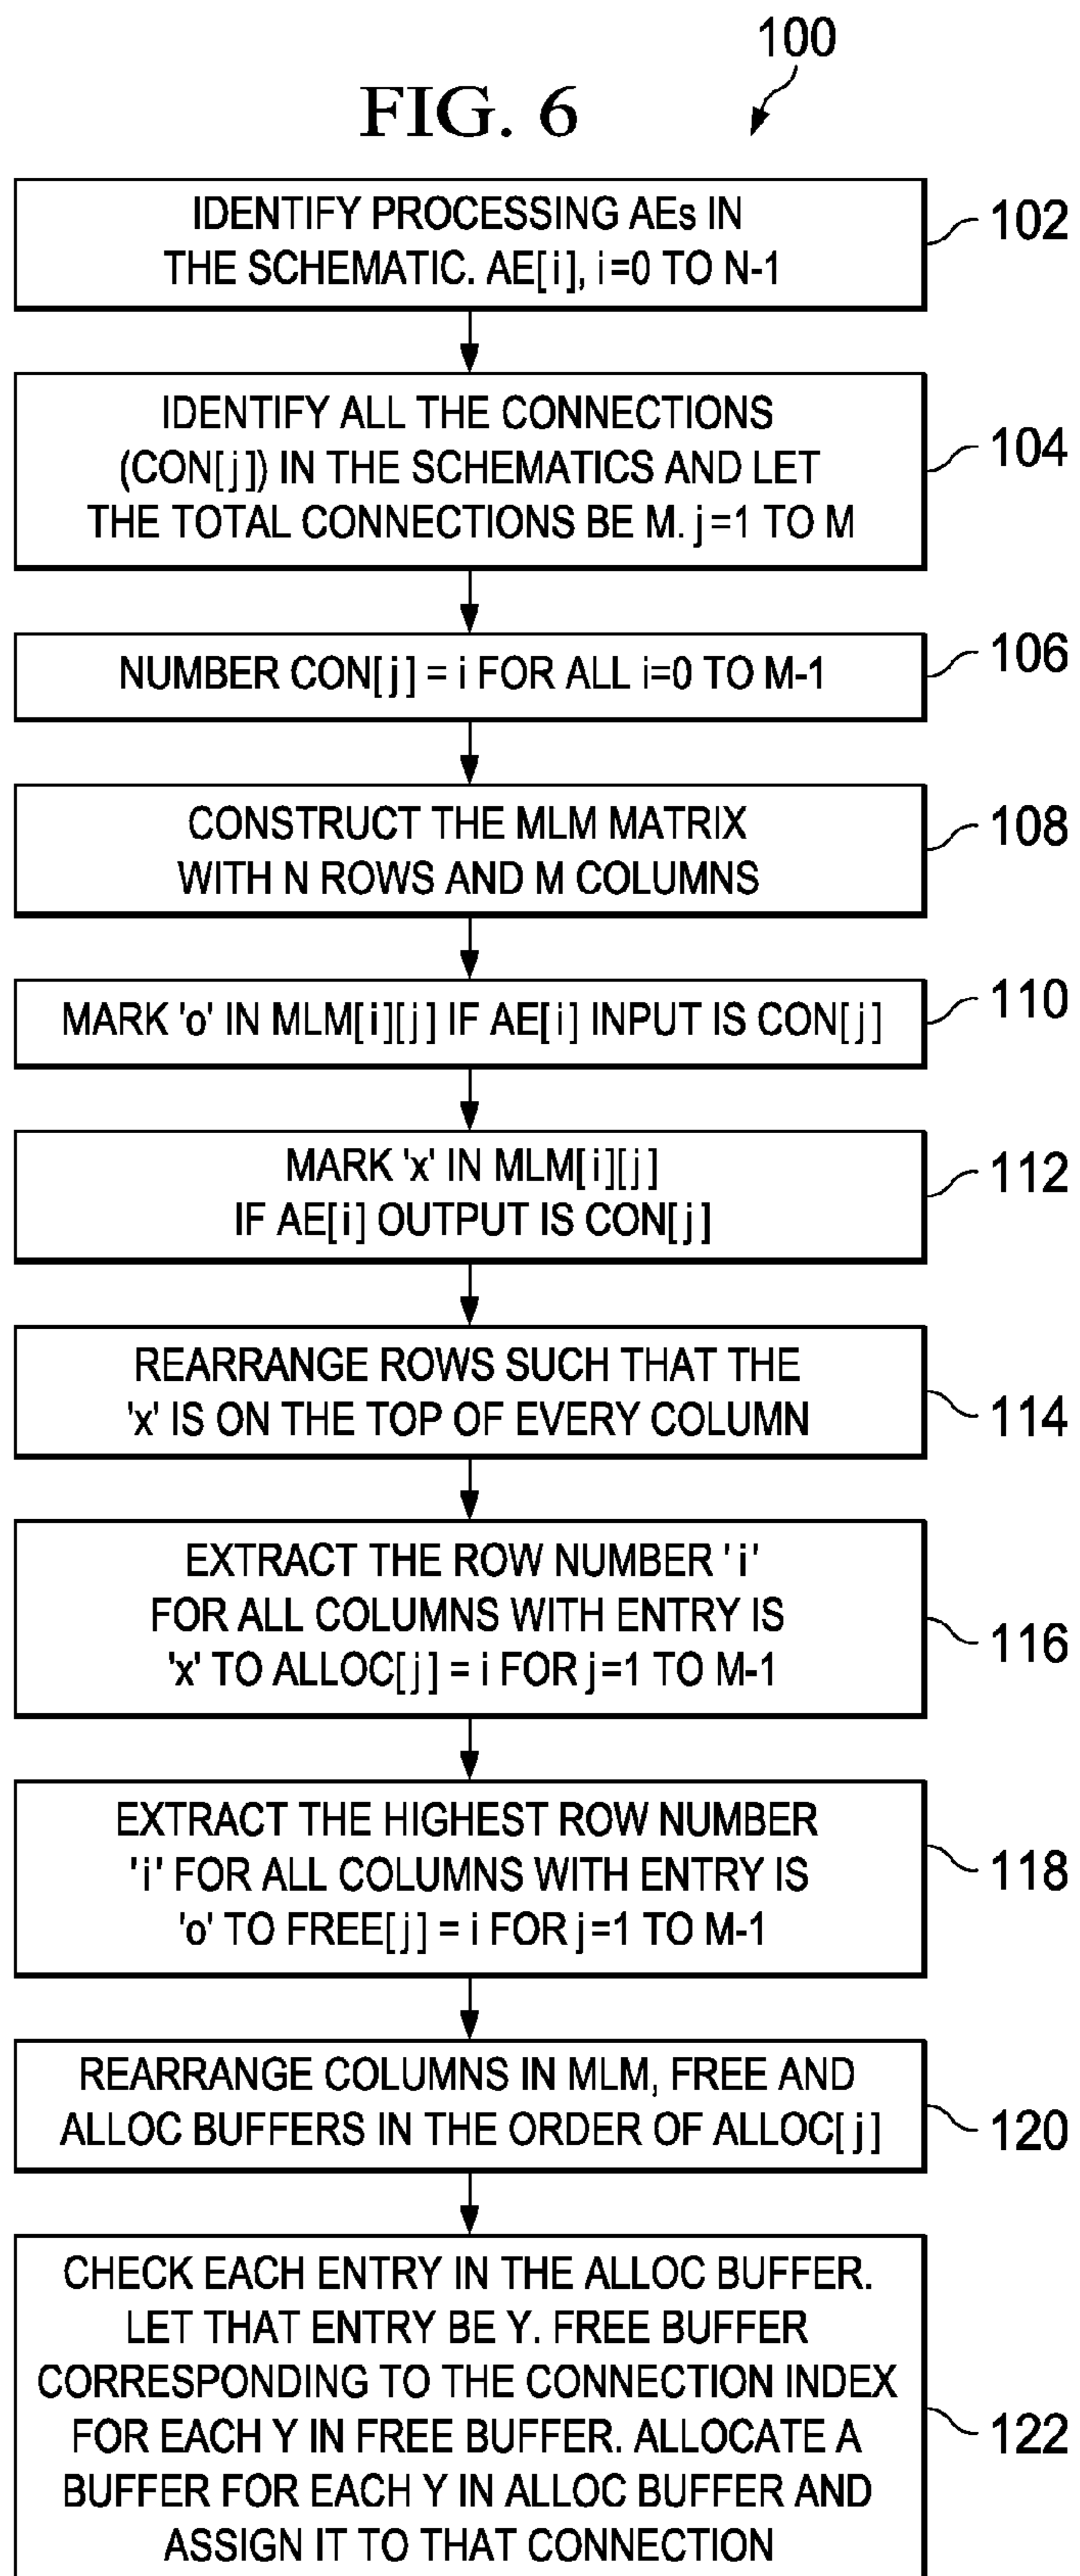 100
FIG. 6
IDENTIFY PROCESSING AEs IN
THE SCHEMATIC. AE[i], i=0 TO N-1
102
IDENTIFY ALL THE CONNECTIONS
(CON[j]) IN THE SCHEMATICS AND LET
THE TOTAL CONNECTIONS BE M. j=1 TO M
104
NUMBER CON[j] = i FOR ALL i=0 TO M-1
106
CONSTRUCT THE MLM MATRIX
WITH N ROWS AND M COLUMNS
108
MARK 'o' IN MLM[i][j] IF AE[i] INPUT IS CON[j]
110
MARK 'x' IN MLM[i][j]
IF AE[i] OUTPUT IS CON[j]
112
REARRANGE ROWS SUCH THAT THE
'x' IS ON THE TOP OF EVERY COLUMN
114
EXTRACT THE ROW NUMBER 'i'
FOR ALL COLUMNS WITH ENTRY IS
'x' TO ALLOC[j] = i FOR j=1 TO M-1
116
EXTRACT THE HIGHEST ROW NUMBER
'i' FOR ALL COLUMNS WITH ENTRY IS
'o' TO FREE[j] = i FOR j=1 TO M-1
118
REARRANGE COLUMNS IN MLM, FREE AND
ALLOC BUFFERS IN THE ORDER OF ALLOC[j]
120
CHECK EACH ENTRY IN THE ALLOC BUFFER.
LET THAT ENTRY BE Y. FREE BUFFER
CORRESPONDING TO THE CONNECTION INDEX
FOR EACH Y IN FREE BUFFER. ALLOCATE A
BUFFER FOR EACH Y IN ALLOC BUFFER AND
ASSIGN IT TO THAT CONNECTION
122